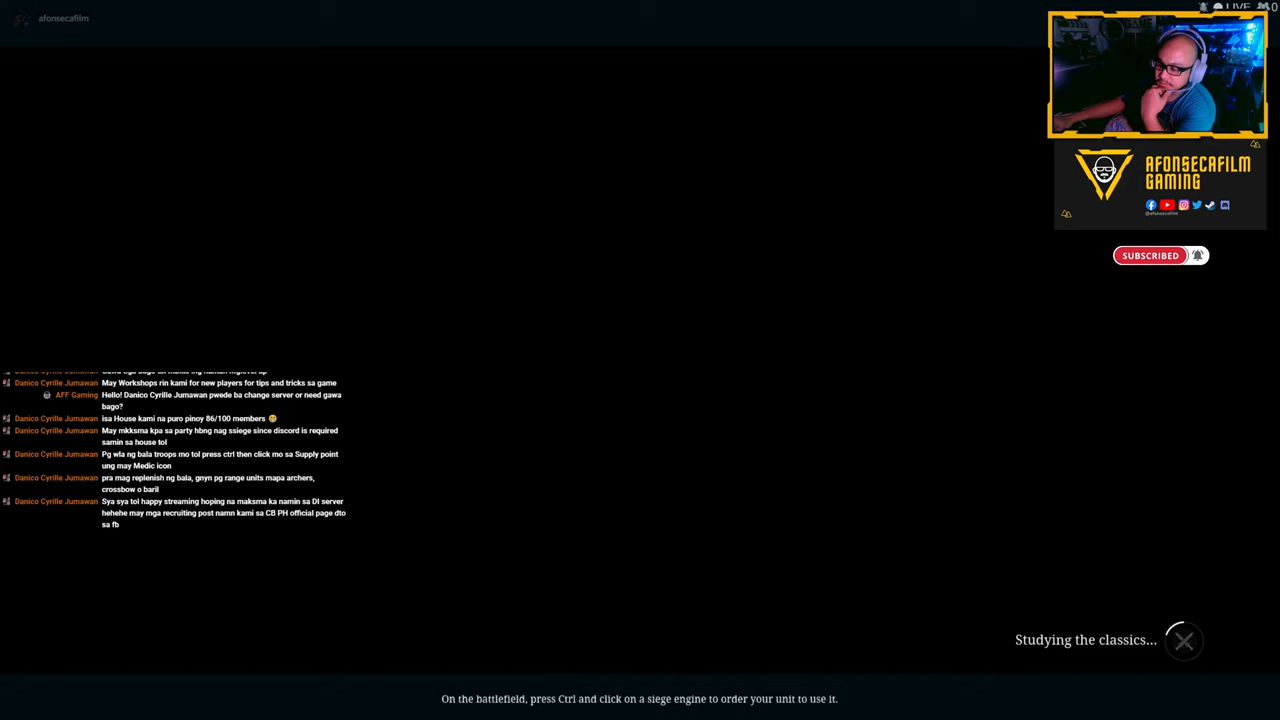 afonsecafilm
LIVE 0
AFONSECAFILM
GAMING
@afonsecafilm
SUBSCRIBED
Danico Cyrille Jumawan May Workshops rin kami for new players for tips and tricks sa game
AFF Gaming Hello! Danico Cyrille Jumawan pwede ba change server or need gawa
bago?
Danico Cyrille Jumawan isa House kami na puro pinoy 86/100 members 🤓
Danico Cyrille Jumawan May mkksma kpa sa party hbng nag ssiege since discord is required
samin sa house tol
Danico Cyrille Jumawan Pg wla ng bala troops mo tol press ctrl then click mo sa Supply point
ung may Medic icon
Danico Cyrille Jumawan pra mag replenish ng bala, gnyn pg range units mapa archers,
crossbow o baril
Danico Cyrille Jumawan Sya sya tol happy streaming hoping na maksma ka namin sa DI server
hehehe may mga recruiting post namn kami sa CB PH official page dto
sa fb
Studying the classics...
On the battlefield, press Ctrl and click on a siege engine to order your unit to use it.